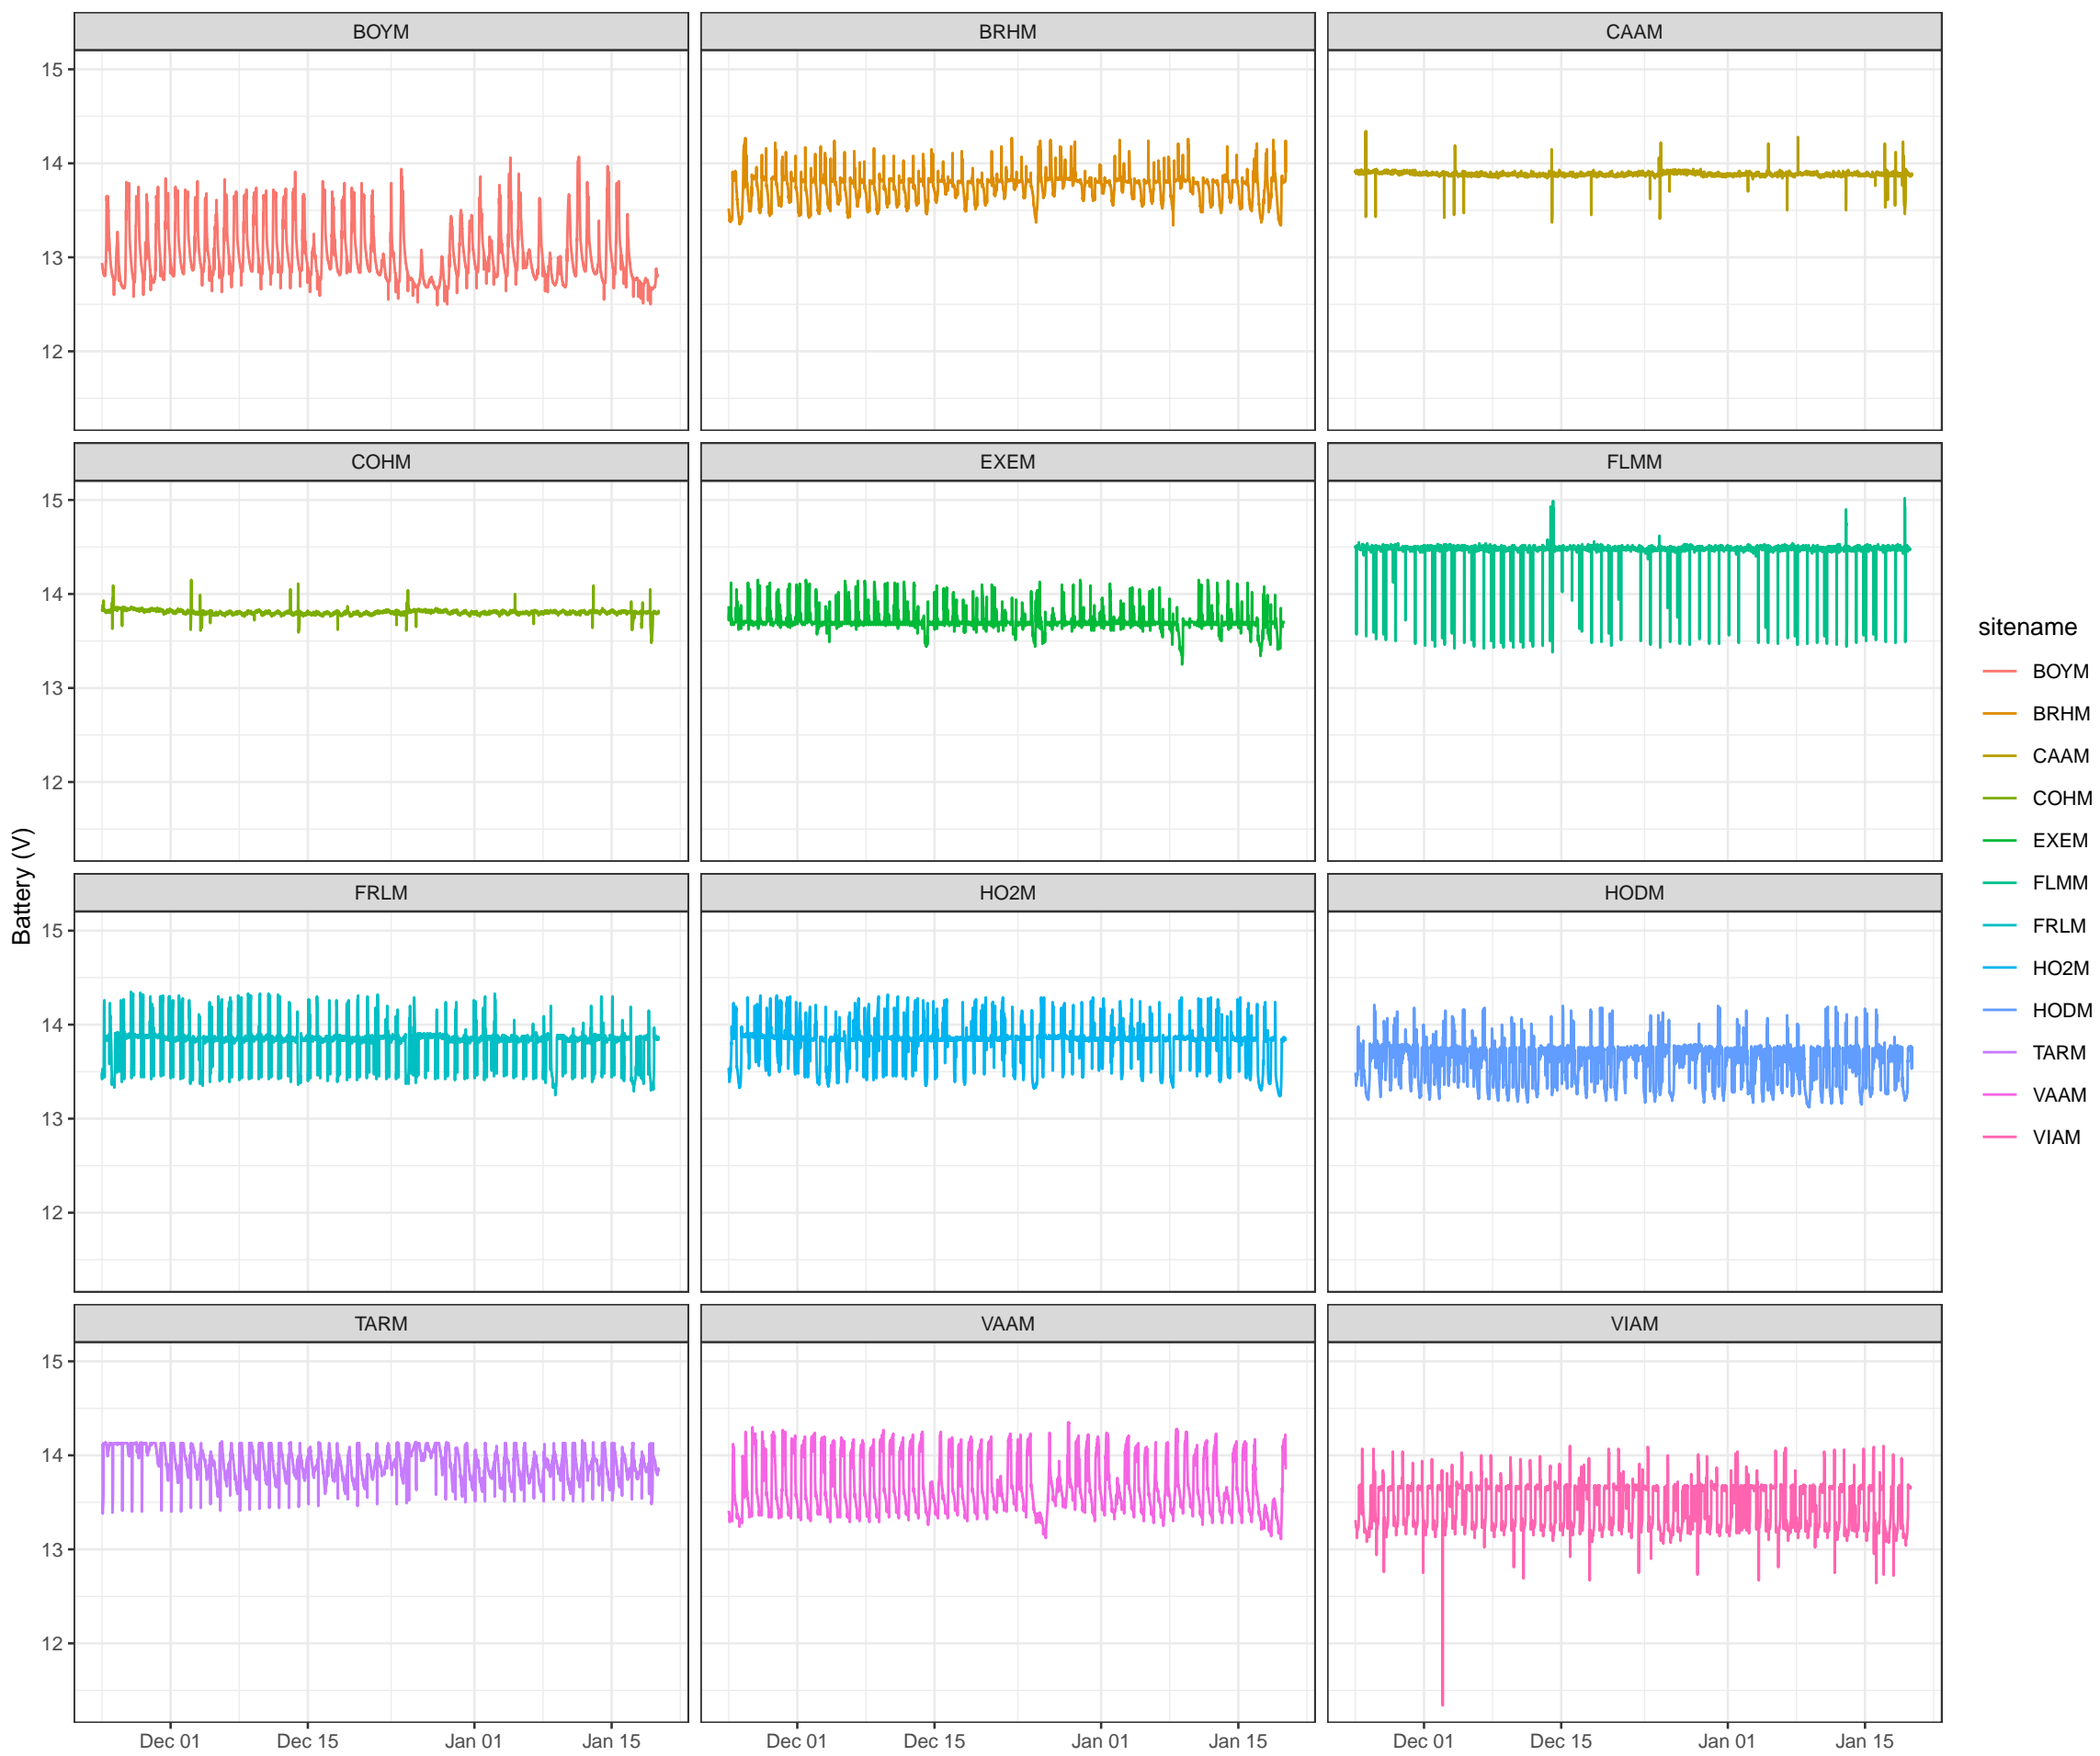 BOYM BRHM CAAM
15
14
13
12
COHM EXEM FLMM
15
14
13
12
FRLM HO2M HODM
15
14
13
12
TARM VAAM VIAM
15
14
13
12
Dec 01 Dec 15 Jan 01 Jan 15 Dec 01 Dec 15 Jan 01 Jan 15 Dec 01 Dec 15 Jan 01 Jan 15
Battery (V)
sitename
BOYM
BRHM
CAAM
COHM
EXEM
FLMM
FRLM
HO2M
HODM
TARM
VAAM
VIAM